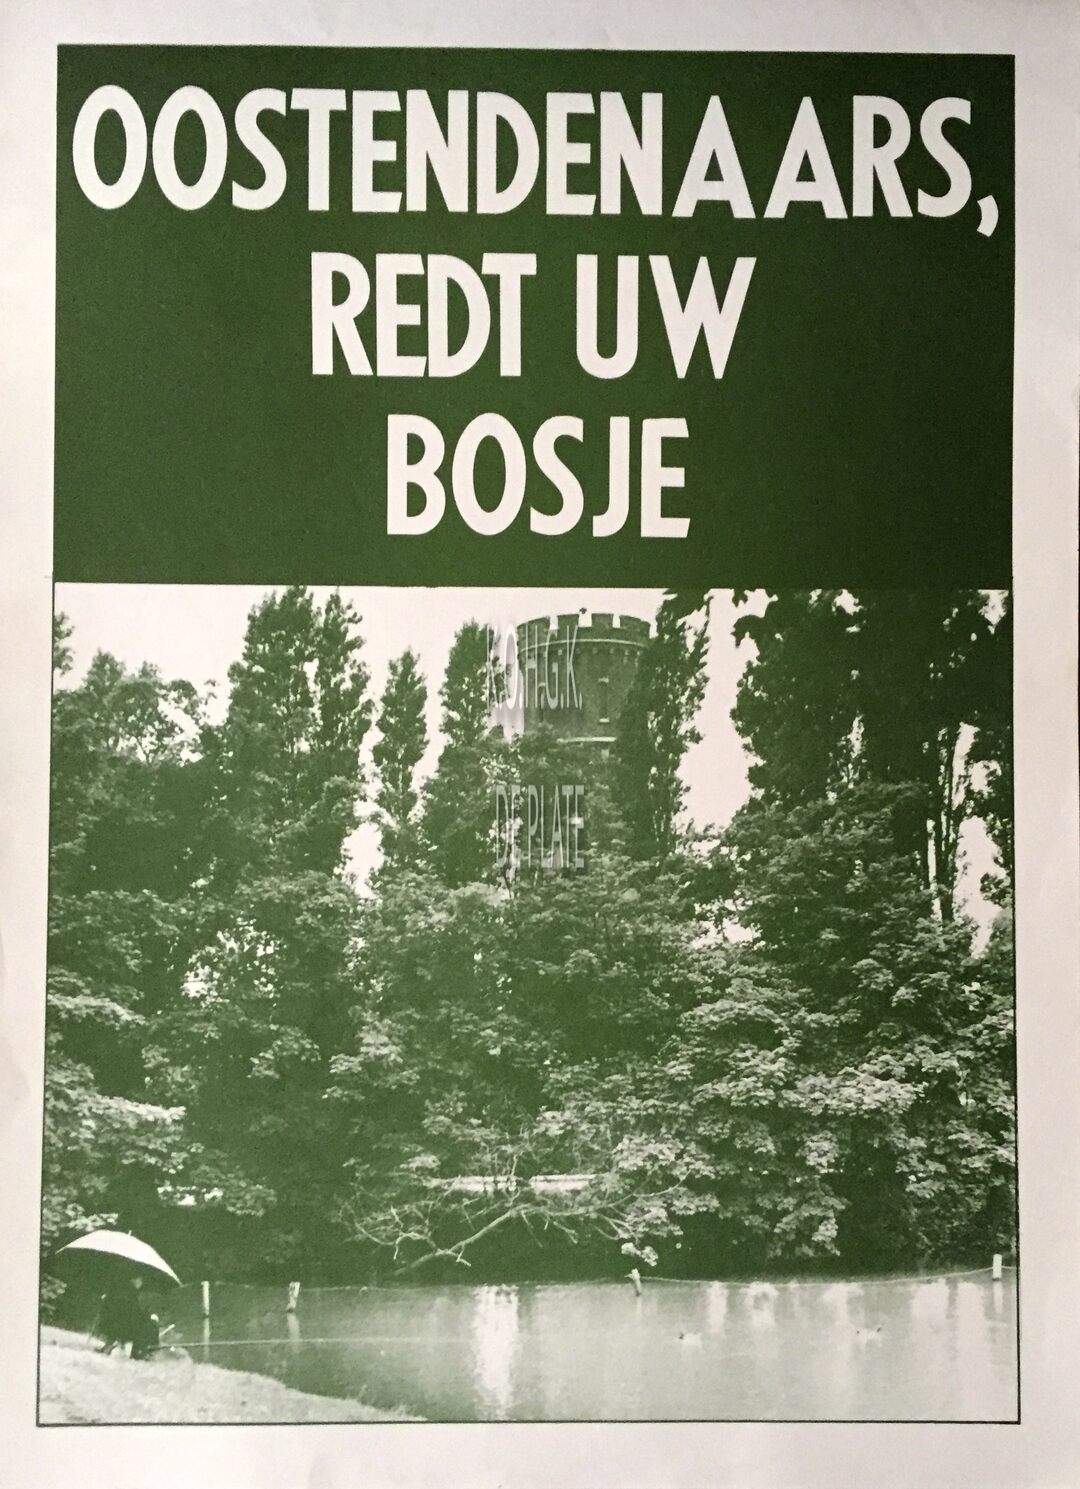 OOSTENDENAARS,
REDT UW
BOSJE
K.O.H.G.K.
DE PLATE